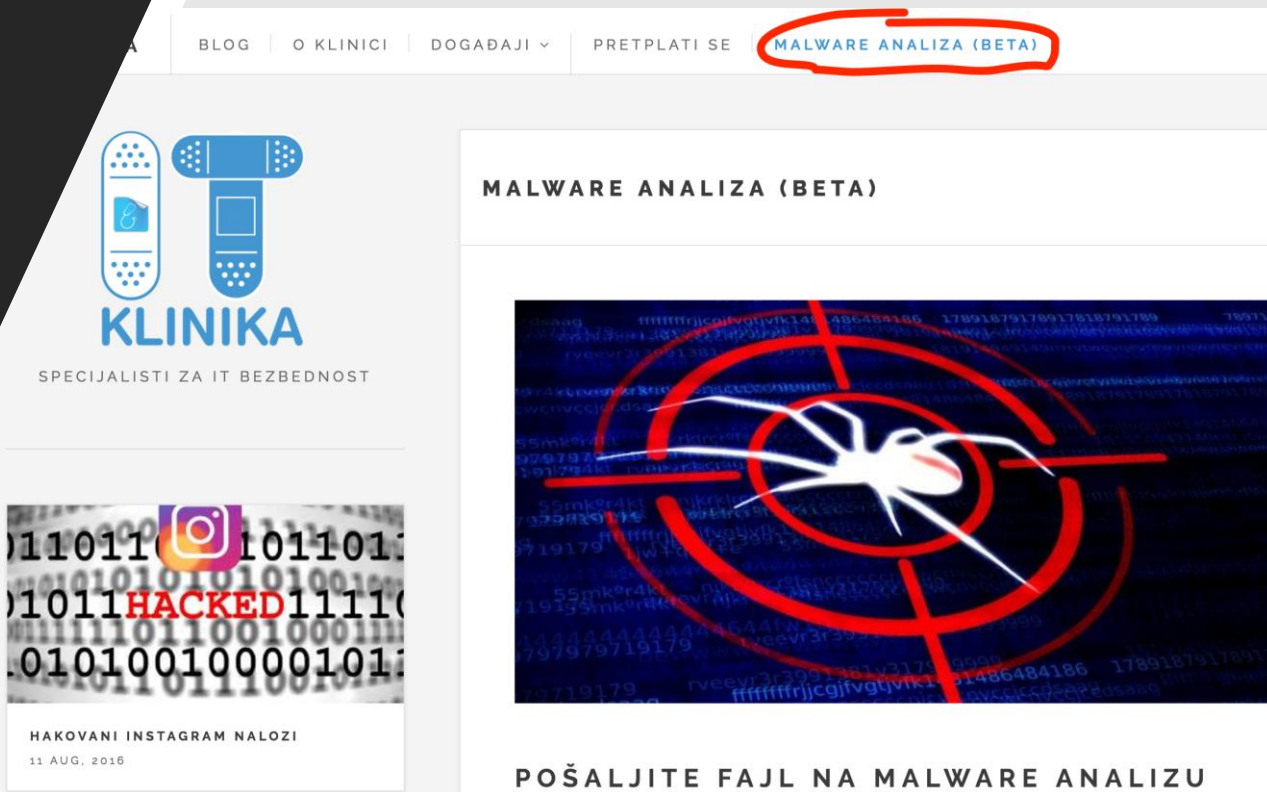 A
BLOG
O KLINICI
DOGAĐAJI
PRETPLATI SE
MALWARE ANALIZA (BETA)
IT
KLINIKA
SPECIJALISTI ZA IT BEZBEDNOST
MALWARE ANALIZA (BETA)
HACKED
HAKOVANI INSTAGRAM NALOZI
11 AUG, 2016
POŠALJITE FAJL NA MALWARE ANALIZU